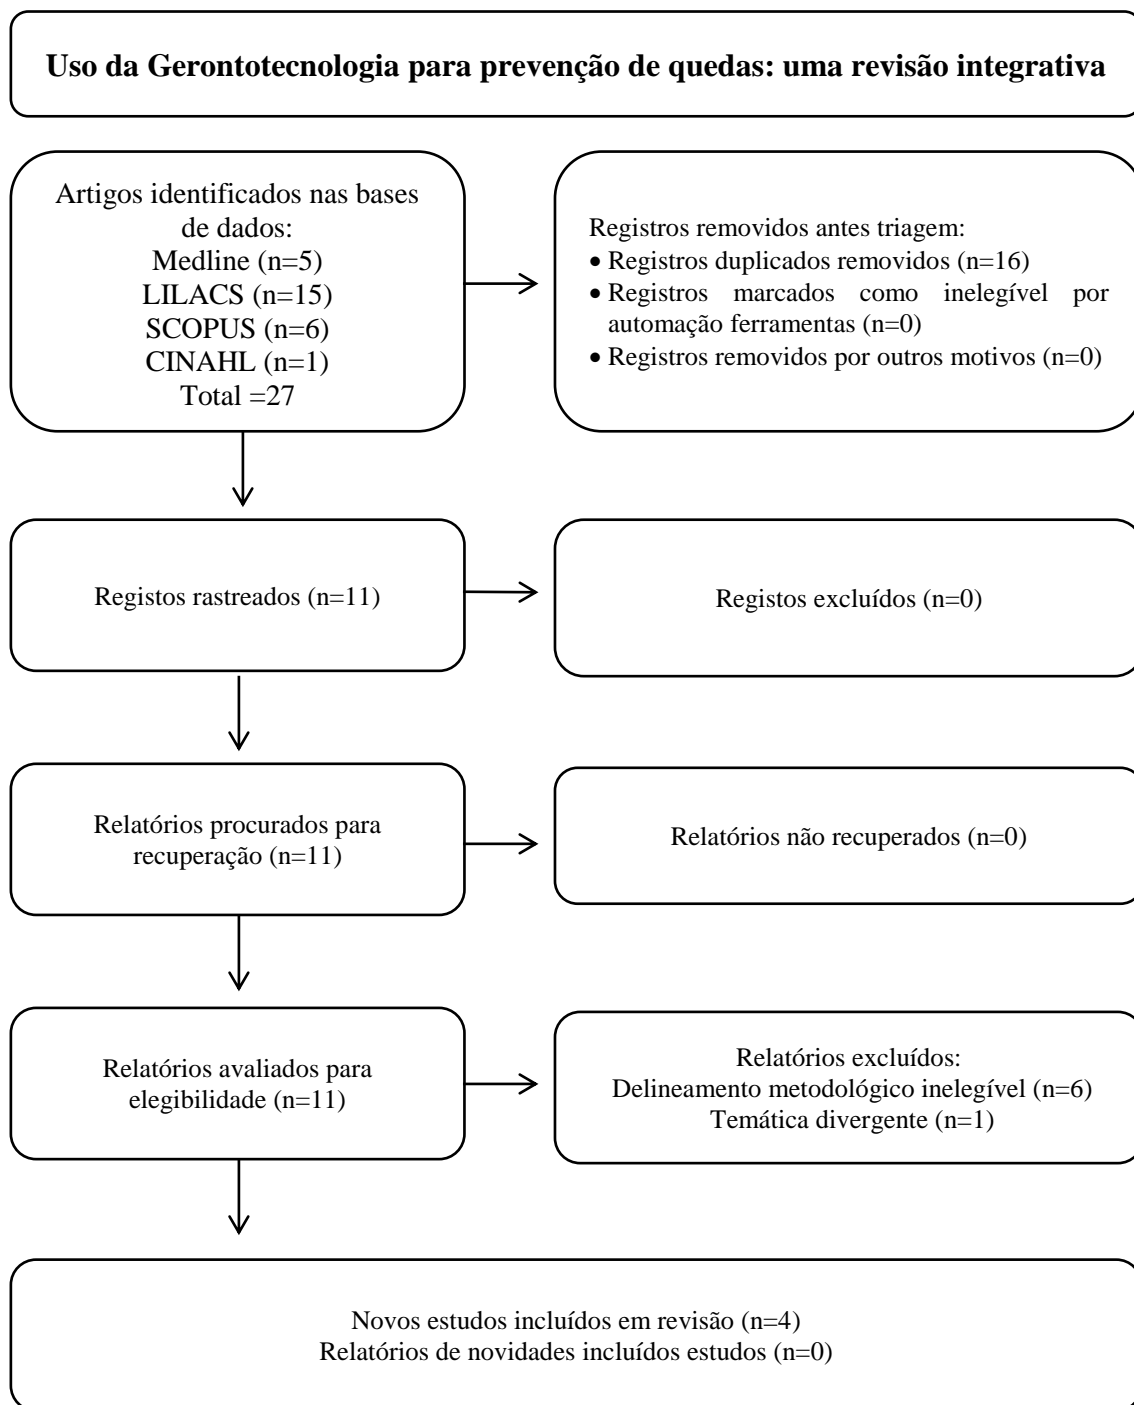 Uso da Gerontotecnologia para prevenção de quedas: uma revisão integrativa
Artigos identificados nas bases
de dados:
Medline (n=5)
LILACS (n=15)
SCOPUS (n=6)
CINAHL (n=1)
Total =27
Registros removidos antes triagem:
• Registros duplicados removidos (n=16)
• Registros marcados como inelegível por
automação ferramentas (n=0)
• Registros removidos por outros motivos (n=0)
Registos rastreados (n=11)
Registos excluídos (n=0)
Relatórios procurados para
recuperação (n=11)
Relatórios não recuperados (n=0)
Relatórios avaliados para
elegibilidade (n=11)
Relatórios excluídos:
Delineamento metodológico inelegível (n=6)
Temática divergente (n=1)
Novos estudos incluídos em revisão (n=4)
Relatórios de novidades incluídos estudos (n=0)